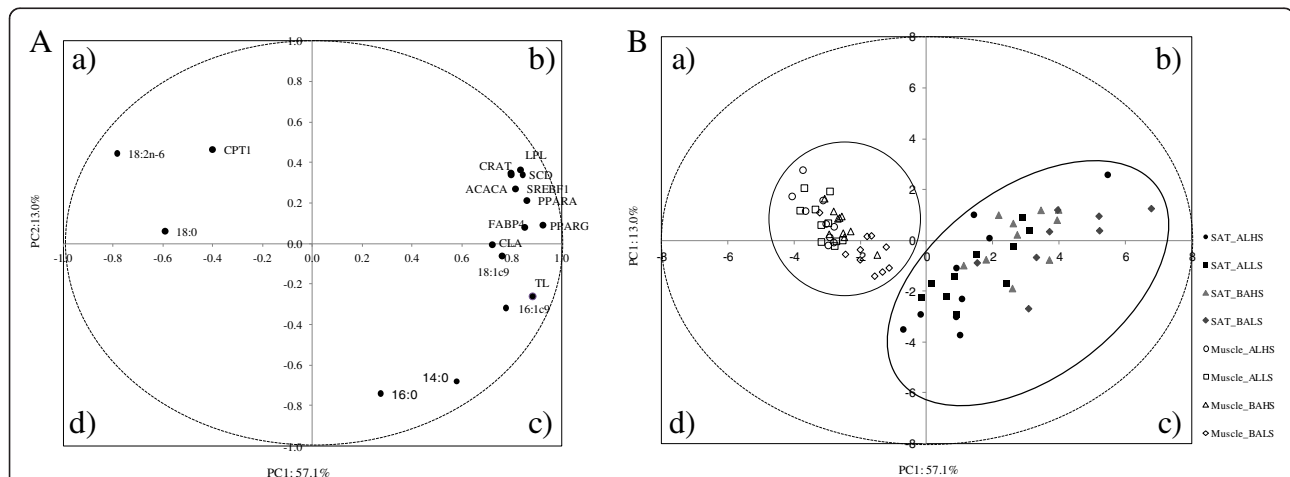 A
a)
b)
c)
d)
1.0
0.8
0.6
0.4
0.2
0.0
-0.2
-0.4
-0.6
-0.8
-1.0
-1.0
-0.8
-0.6
-0.4
-0.2
0.0
0.2
0.4
0.6
0.8
1.0
PC2:13.0%
PC1: 57.1%
18:2n-6
CPT1
18:0
LPL
CRAT
SCD
ACACA
SREBF1
PPARA
FABP4
PPARG
CLA
18:1c9
TL
16:1c9
14:0
16:0
B
a)
b)
c)
d)
8
6
4
2
0
-2
-4
-6
-8
-8
-6
-4
-2
0
2
4
6
8
PC1:13.0%
PC1: 57.1%
SAT_ALHS
SAT_ALLS
SAT_BAHS
SAT_BALS
Muscle_ALHS
Muscle_ALLS
Muscle_BAHS
Muscle_BALS